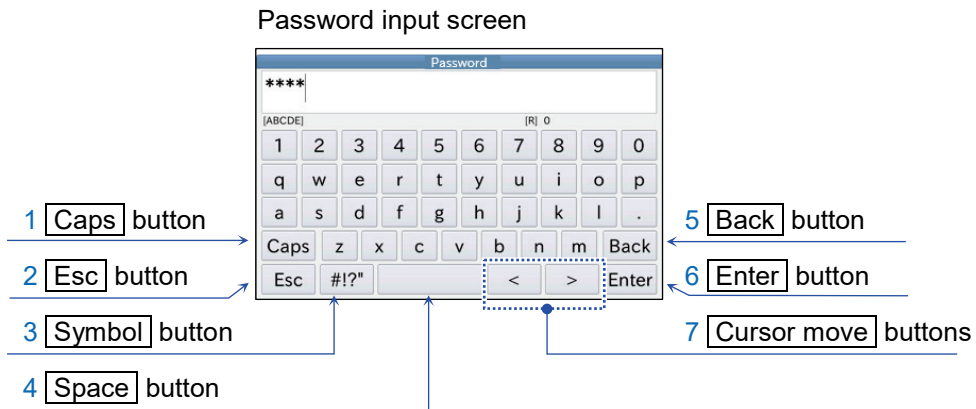 Password input screen
Password
****
[ABCDE] [R] 0
1 2 3 4 5 6 7 8 9 0
q w e r t y u i o p
a s d f g h j k l .
Caps z x c v b n m Back
Esc #!?" < > Enter
1 Caps button
2 Esc button
3 Symbol button
4 Space button
5 Back button
6 Enter button
7 Cursor move buttons